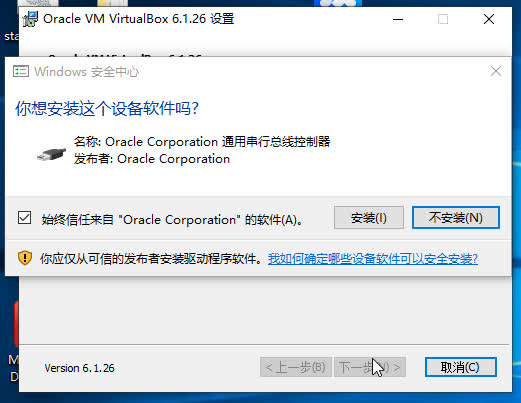 Oracle VM VirtualBox 6.1.26 设置
Windows 安全中心
你想安装这个设备软件吗?
名称: Oracle Corporation 通用串行总线控制器
发布者: Oracle Corporation
始终信任来自 "Oracle Corporation" 的软件(A)。
安装(I)
不安装(N)
你应仅从可信的发布者安装驱动程序软件。我如何确定哪些设备软件可以安全安装?
Version 6.1.26
< 上一步(B)
下一步(N) >
取消(C)